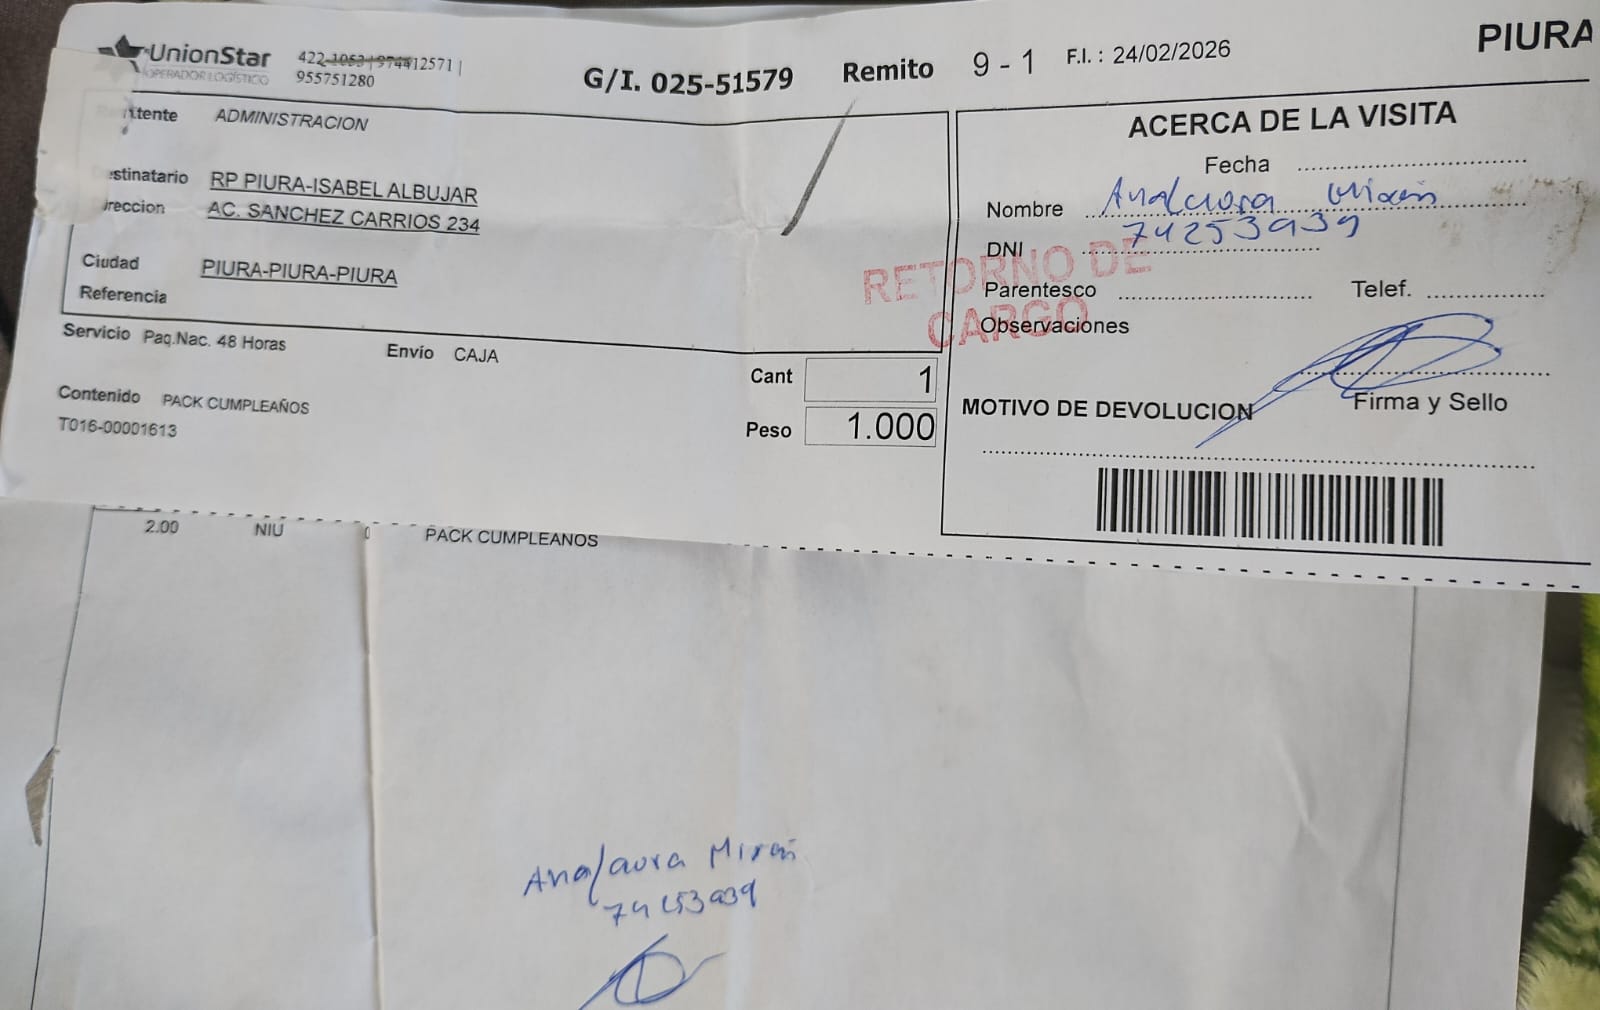 UnionStar
OPERADOR LOGÍSTICO
422-1053 | 974412571 |
955751280
G/I. 025-51579
Remito 9 - 1
F.I. : 24/02/2026
PIURA
ADMINISTRACION
RP PIURA-ISABEL ALBUJAR
AC. SANCHEZ CARRIOS 234
Ciudad PIURA-PIURA-PIURA
Referencia
Servicio Paq.Nac. 48 Horas
Envío CAJA
Contenido PACK CUMPLEAÑOS
T016-00001613
Cant 1
Peso 1.000
ACERCA DE LA VISITA
Fecha
Nombre Analaura
DNI 74253939
Parentesco
Telef.
Observaciones
RETORNO DE
CARGO
Firma y Sello
MOTIVO DE DEVOLUCION
2.00 NIU 0 PACK CUMPLEANOS
Analaura
74253939